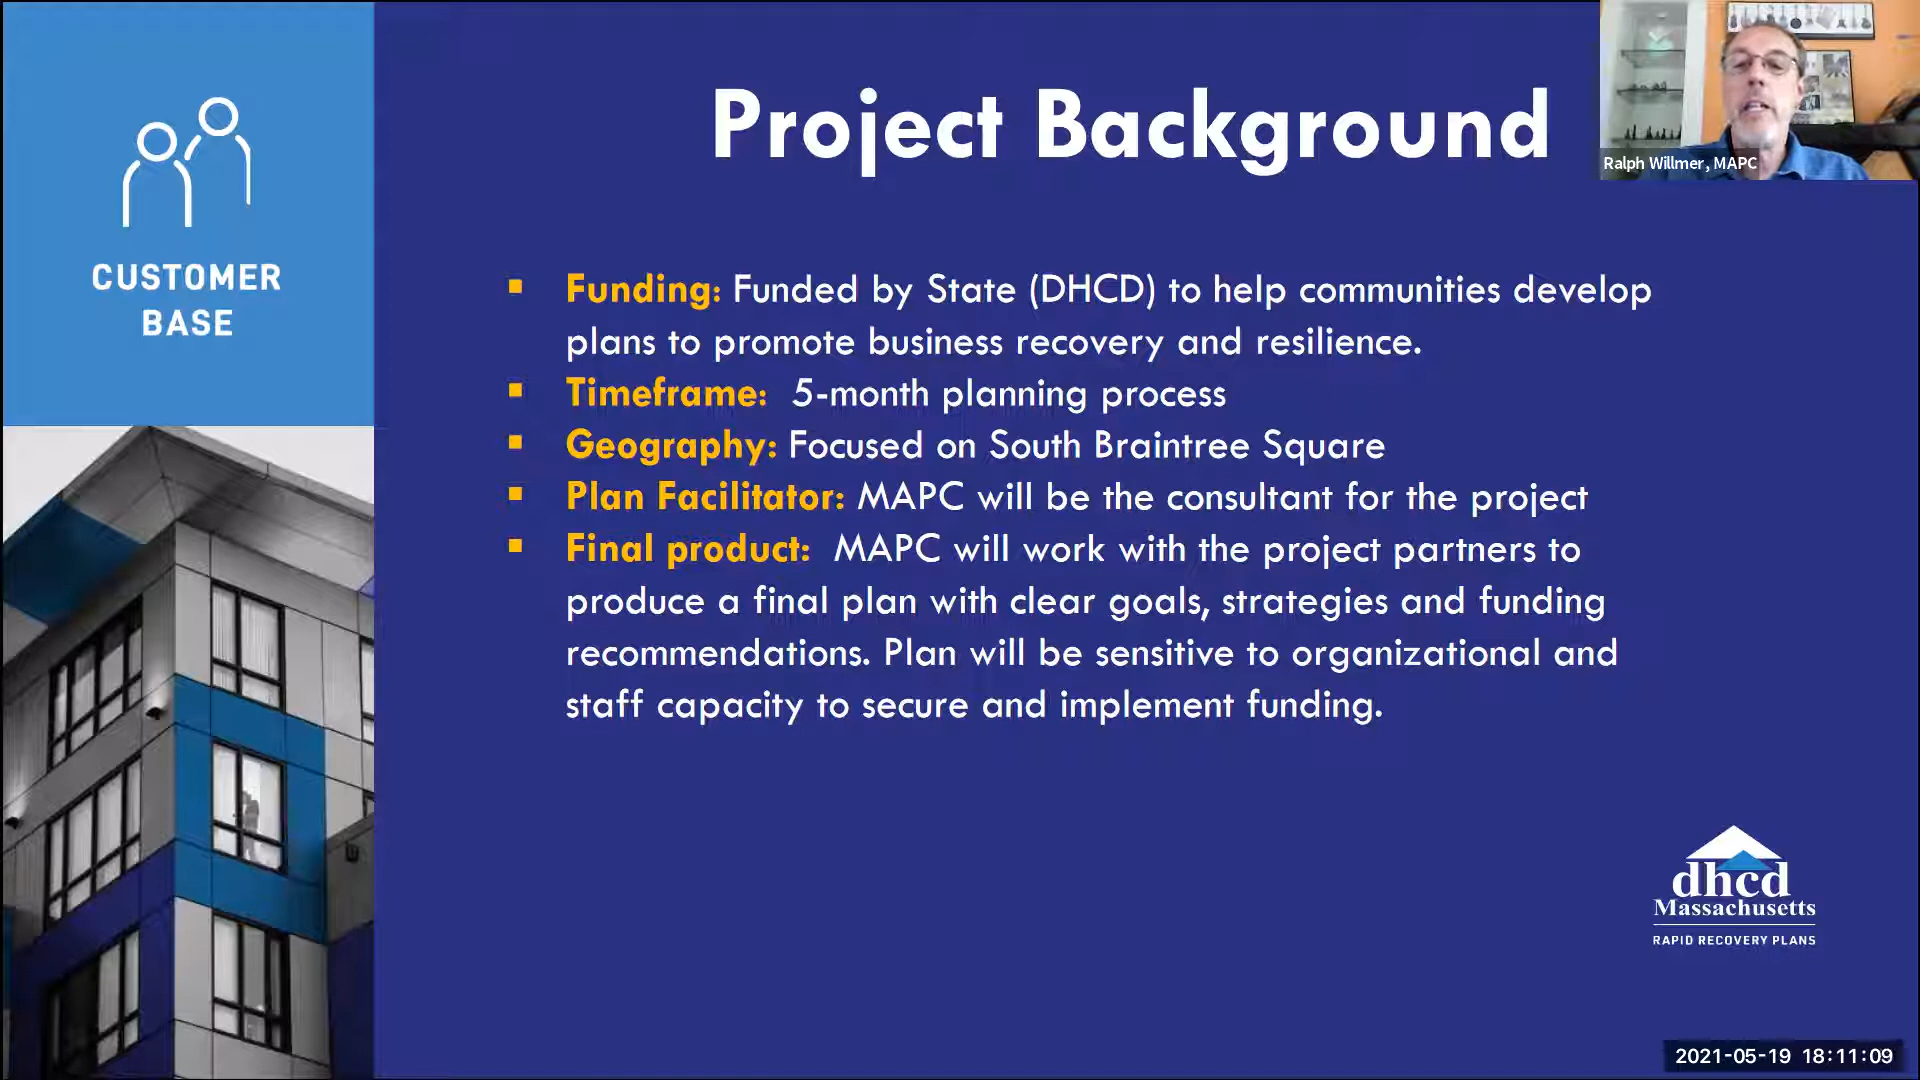 Project Background
Ralph Willmer, MAPC
CUSTOMER
BASE
▪ Funding: Funded by State (DHCD) to help communities develop
plans to promote business recovery and resilience.
▪ Timeframe: 5-month planning process
▪ Geography: Focused on South Braintree Square
▪ Plan Facilitator: MAPC will be the consultant for the project
▪ Final product: MAPC will work with the project partners to
produce a final plan with clear goals, strategies and funding
recommendations. Plan will be sensitive to organizational and
staff capacity to secure and implement funding.
dhcd
Massachusetts
RAPID RECOVERY PLANS
2021-05-19 18:11:09